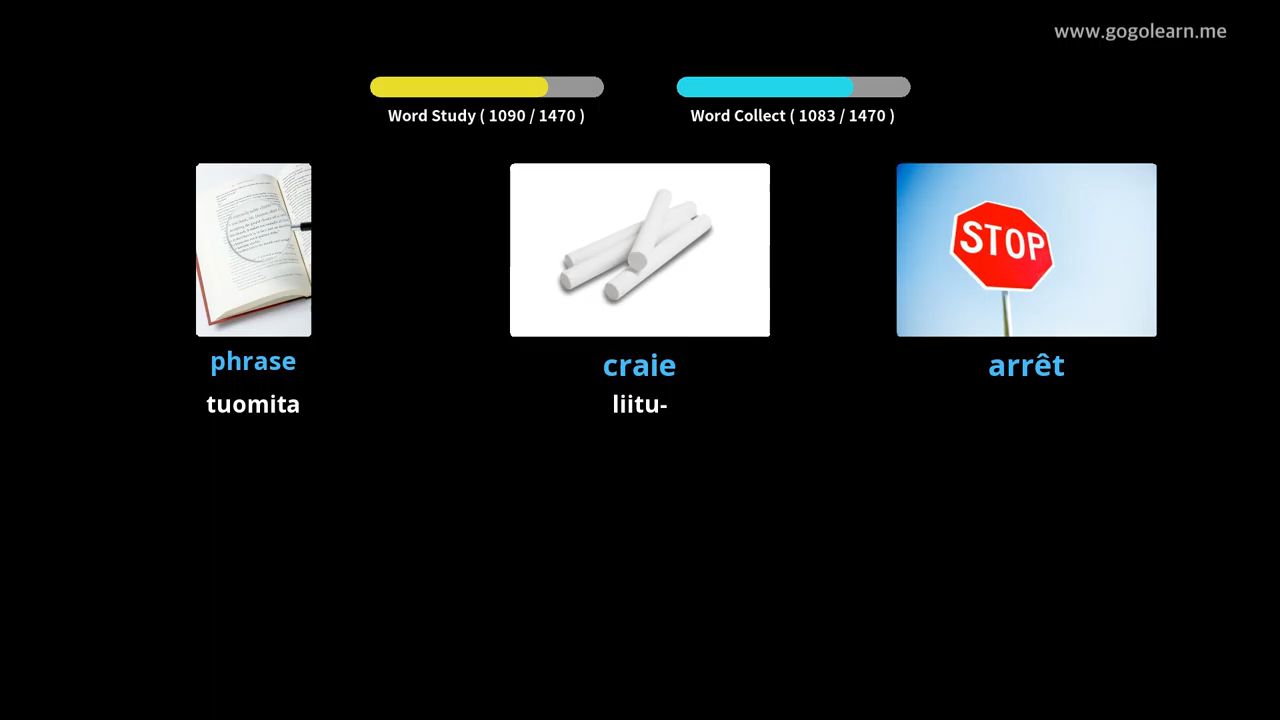 www.gogolearn.me
Word Study ( 1090 / 1470 )
Word Collect ( 1083 / 1470 )
STOP
phrase
craie
arrêt
tuomita
liitu-